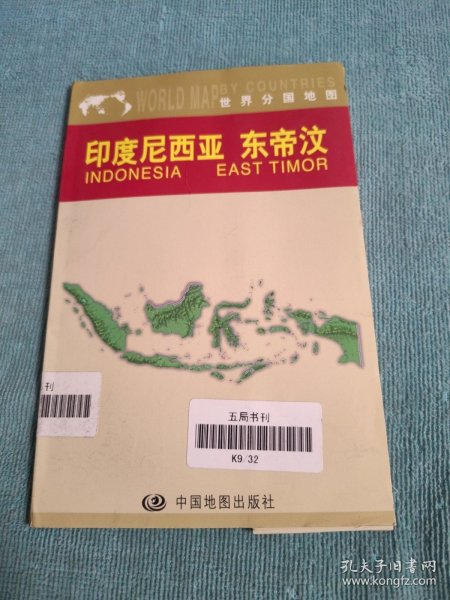 WORLD MAP BY COUNTRIES
世界分国地图
印度尼西亚 东帝汶
INDONESIA EAST TIMOR
刊
五局书刊
K9 32
中国地图出版社
孔夫子旧书网
www.kongfz.com